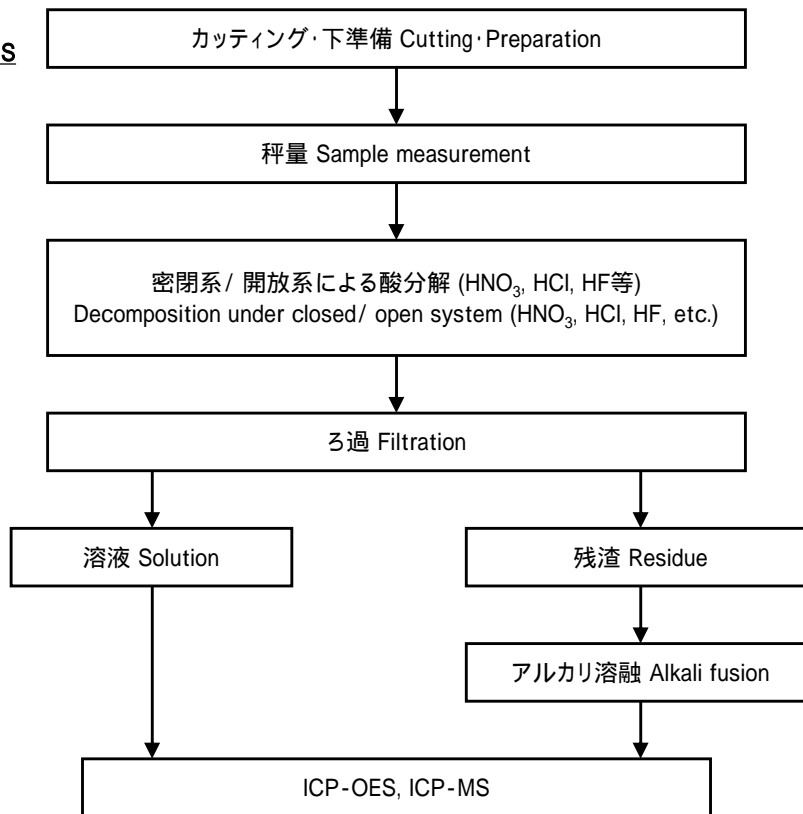 カッティング・下準備 Cutting・Preparation
s
秤量 Sample measurement
密閉系/ 開放系による酸分解 (HNO₃, HCl, HF等)
Decomposition under closed/ open system (HNO₃, HCl, HF, etc.)
ろ過 Filtration
溶液 Solution
残渣 Residue
アルカリ溶融 Alkali fusion
ICP-OES, ICP-MS